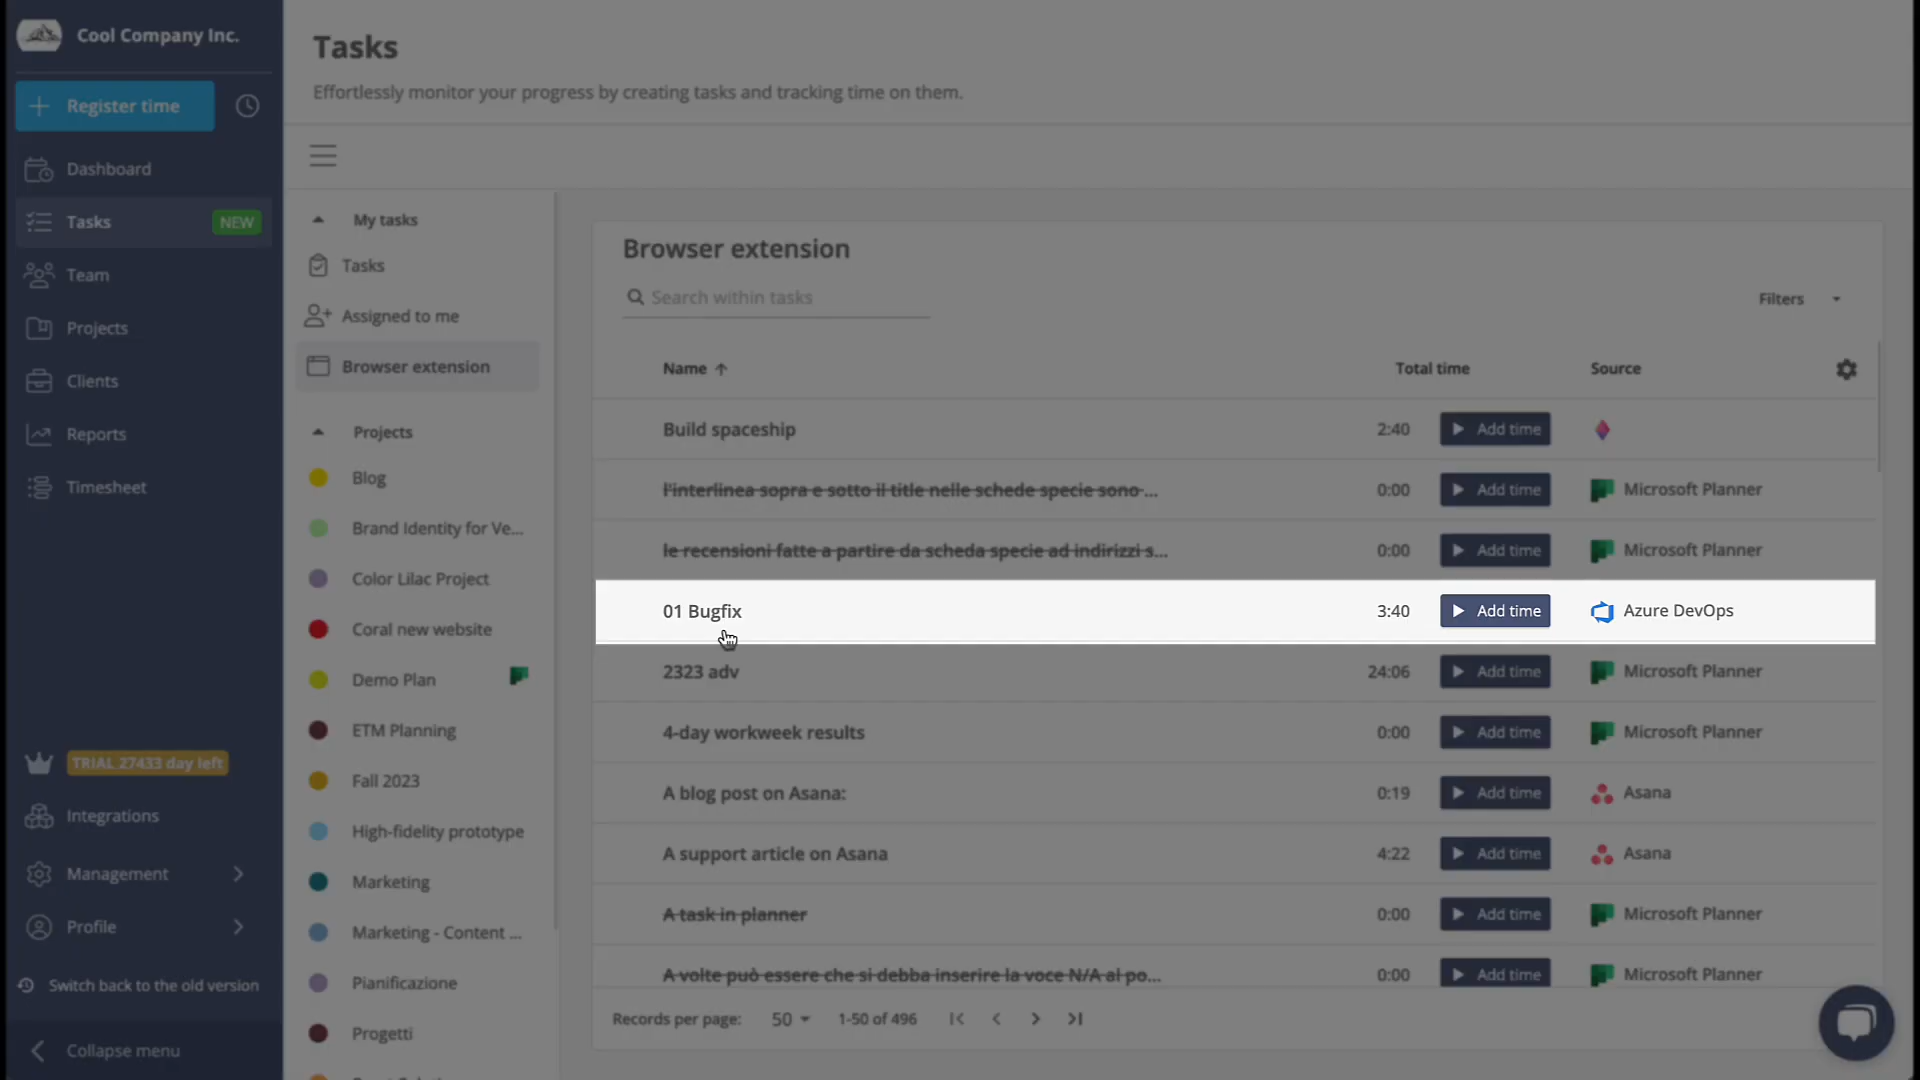 Cool Company Inc.
Register time
Dashboard
Tasks NEW
Team
Projects
Clients
Reports
Timesheet
TRIAL 27433 day left
Integrations
Management
Profile
Switch back to the old version
Collapse menu
Tasks
Effortlessly monitor your progress by creating tasks and tracking time on them.
My tasks
Tasks
Assigned to me
Browser extension
Projects
Blog
Brand Identity for Ve...
Color Lilac Project
Coral new website
Demo Plan
ETM Planning
Fall 2023
High-fidelity prototype
Marketing
Marketing - Content ...
Pianificazione
Progetti
Browser extension
Search within tasks
Filters
Name Total time Source
Build spaceship 2:40 Add time
l'interlinea sopra e sotto il title nelle schede specie sono ... 0:00 Add time Microsoft Planner
le recensioni fatte a partire da scheda specie ad indirizzi s... 0:00 Add time Microsoft Planner
01 Bugfix 3:40 Add time Azure DevOps
2323 adv 24:06 Add time Microsoft Planner
4-day workweek results 0:00 Add time Microsoft Planner
A blog post on Asana: 0:19 Add time Asana
A support article on Asana 4:22 Add time Asana
A task in planner 0:00 Add time Microsoft Planner
A volte può essere che si debba inserire la voce N/A al po... 0:00 Add time Microsoft Planner
Records per page: 50 1-50 of 496